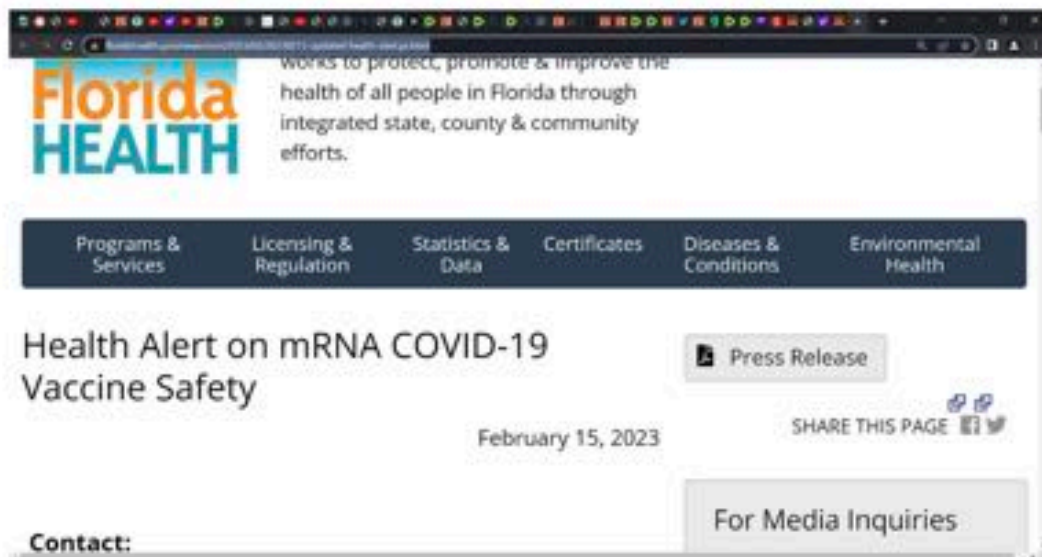 Florida
HEALTH
works to protect, promote & improve the
health of all people in Florida through
integrated state, county & community
efforts.
Programs &
Services
Licensing &
Regulation
Statistics &
Data
Certificates
Diseases &
Conditions
Environmental
Health
Health Alert on mRNA COVID-19
Vaccine Safety
February 15, 2023
Press Release
SHARE THIS PAGE
For Media Inquiries
Contact: